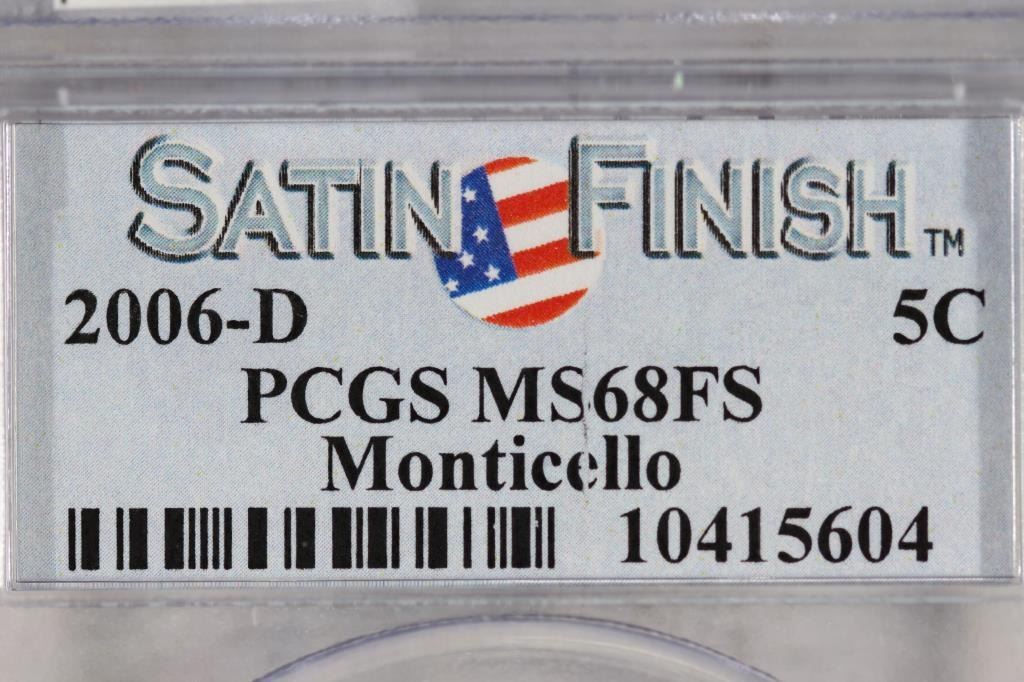 SATIN FINISH™
2006-D 5C
PCGS MS68FS
Monticello
10415604